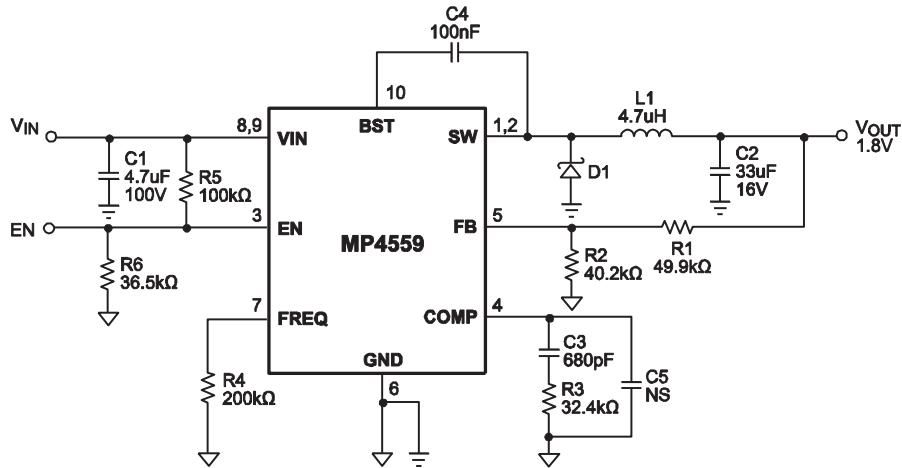 C4
100nF
10
L1
4.7uH
VIN
8,9
VIN
BST
SW
1,2
VOUT
1.8V
C1
4.7uF
100V
R5
100kΩ
D1
C2
33uF
16V
EN
3
EN
MP4559
FB
5
R6
36.5kΩ
R2
40.2kΩ
R1
49.9kΩ
7
FREQ
COMP
4
GND
6
R4
200kΩ
C3
680pF
R3
32.4kΩ
C5
NS